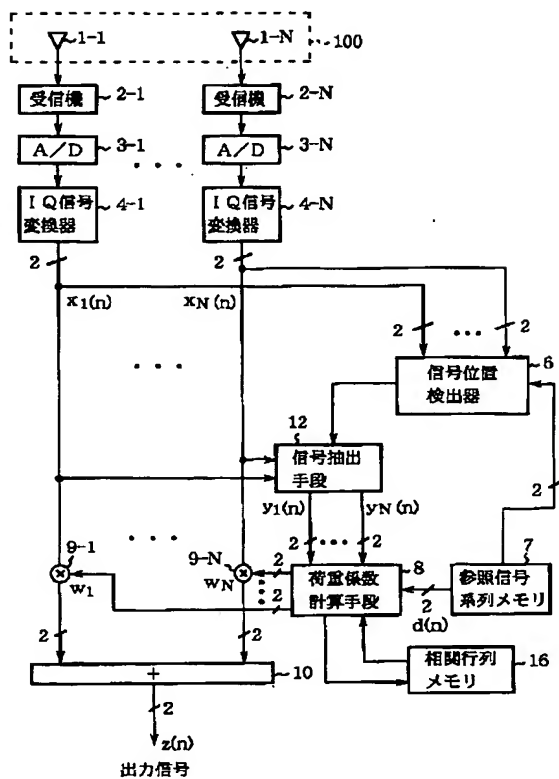 1-1 1-N 100
受信機 2-1 受信機 2-N
A/D 3-1 A/D 3-N
IQ信号 変換器 4-1 IQ信号 変換器 4-N
2 2
x1(n) xN(n)
2 2
信号位置 検出器 6
12
信号抽出 手段
2
y1(n) yN(n)
2 2
7
9-1 9-N 2 荷重係数 計算手段 8 参照信号 系列メモリ
w1 wN 2 2 d(n)
2 2
相関行列 メモリ 16
+ 10
2
z(n)
出力信号